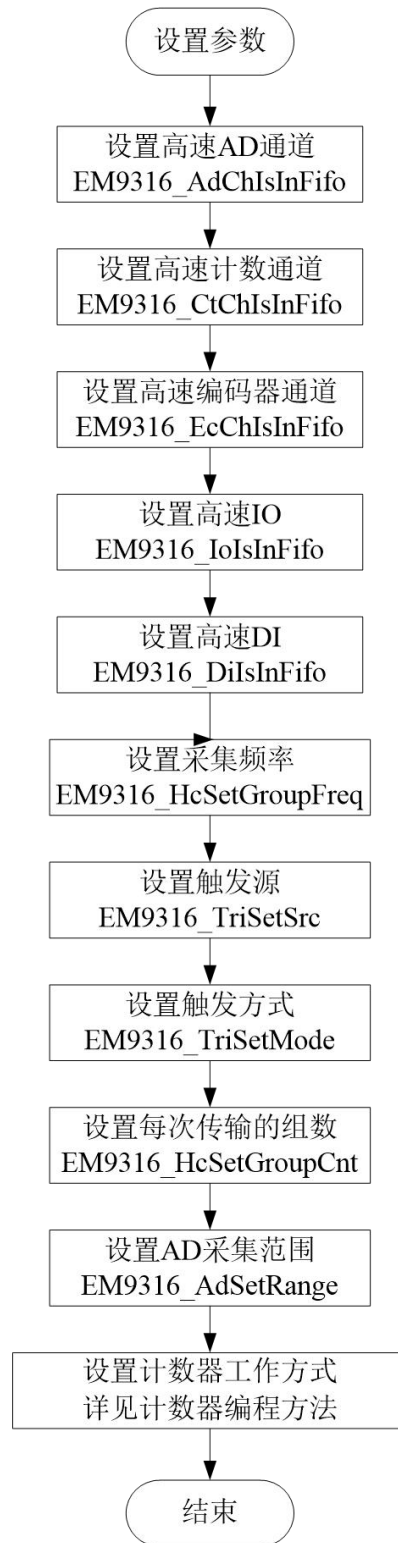 设置参数
设置高速AD通道
EM9316_AdChIsInFifo
设置高速计数通道
EM9316_CtChIsInFifo
设置高速编码器通道
EM9316_EcChIsInFifo
设置高速IO
EM9316_IoIsInFifo
设置高速DI
EM9316_DiIsInFifo
设置采集频率
EM9316_HcSetGroupFreq
设置触发源
EM9316_TriSetSrc
设置触发方式
EM9316_TriSetMode
设置每次传输的组数
EM9316_HcSetGroupCnt
设置AD采集范围
EM9316_AdSetRange
设置计数器工作方式
详见计数器编程方法
结束